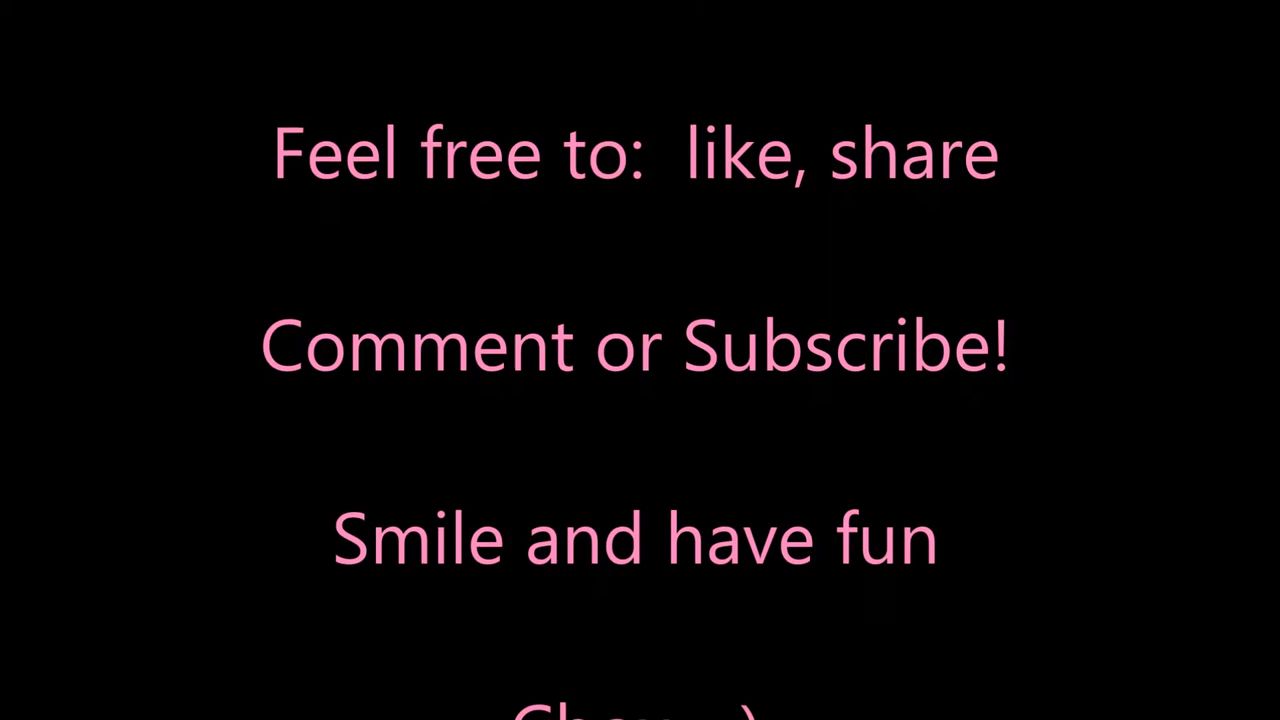 Feel free to:  like, share
Comment or Subscribe!
Smile and have fun